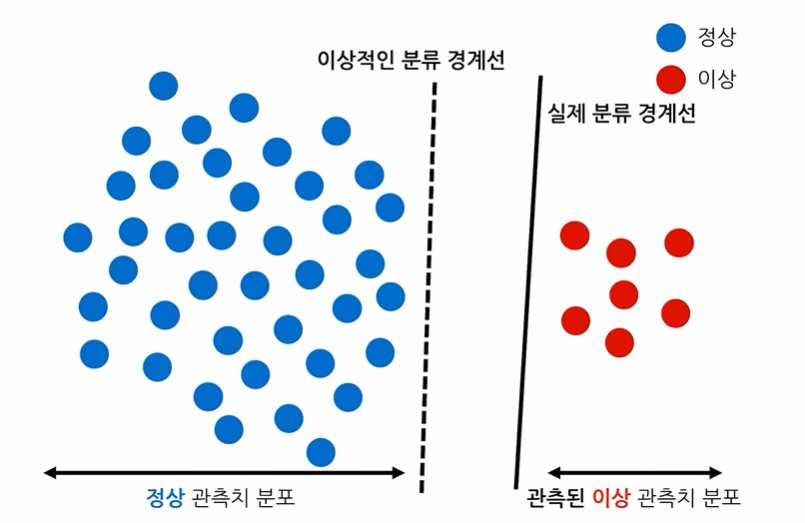 정상
이상적인 분류 경계선
이상
실제 분류 경계선
정상 관측치 분포
관측된 이상 관측치 분포